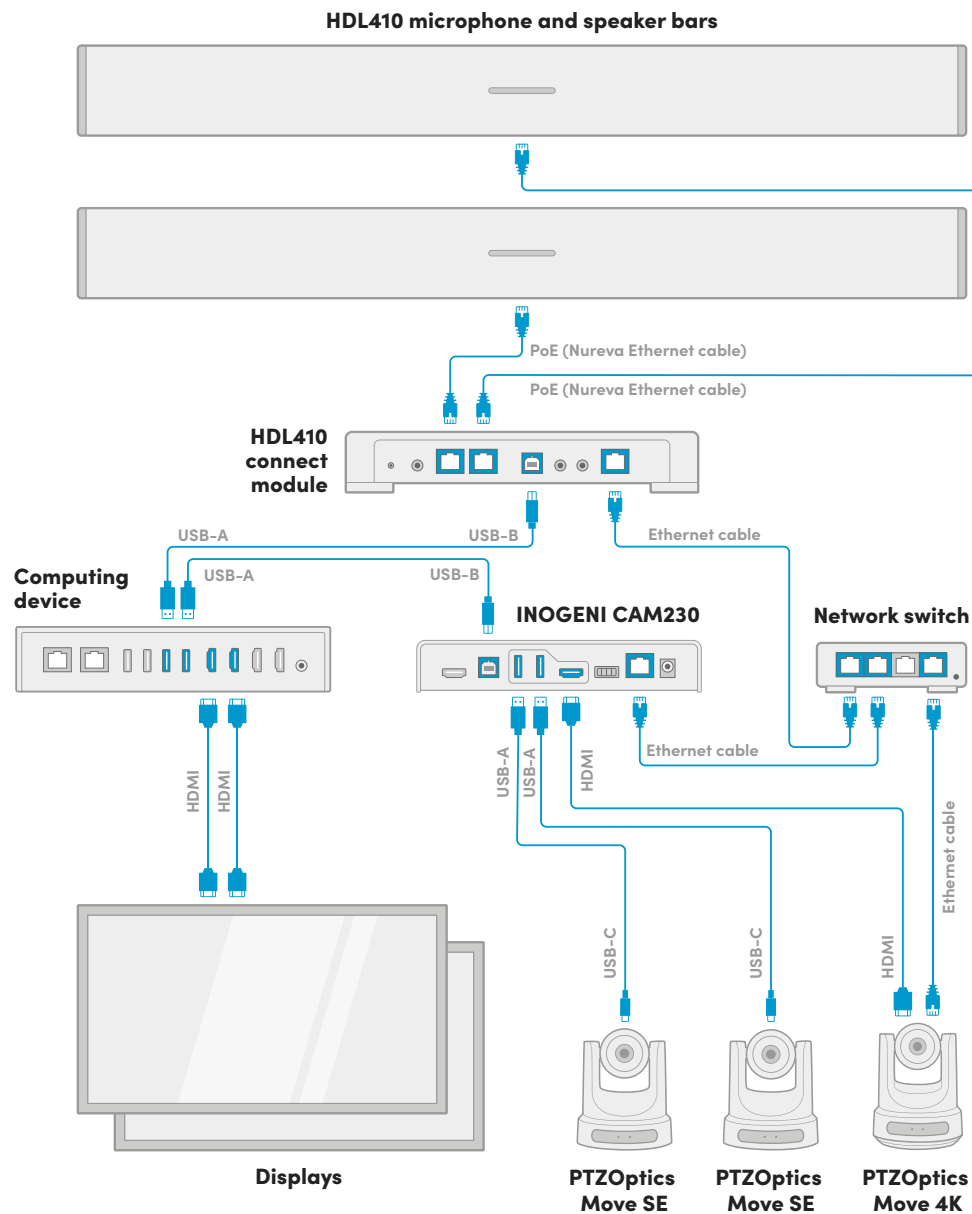 HDL410 microphone and speaker bars
PoE (Nureva Ethernet cable)
PoE (Nureva Ethernet cable)
HDL410
connect
module
USB-A
USB-B
Ethernet cable
USB-A
USB-B
Computing
device
INOGENI CAM230
Network switch
Ethernet cable
USB-A
USB-A
HDMI
HDMI
HDMI
Ethernet cable
USB-C
USB-C
HDMI
Displays
PTZOptics
Move SE
PTZOptics
Move SE
PTZOptics
Move 4K